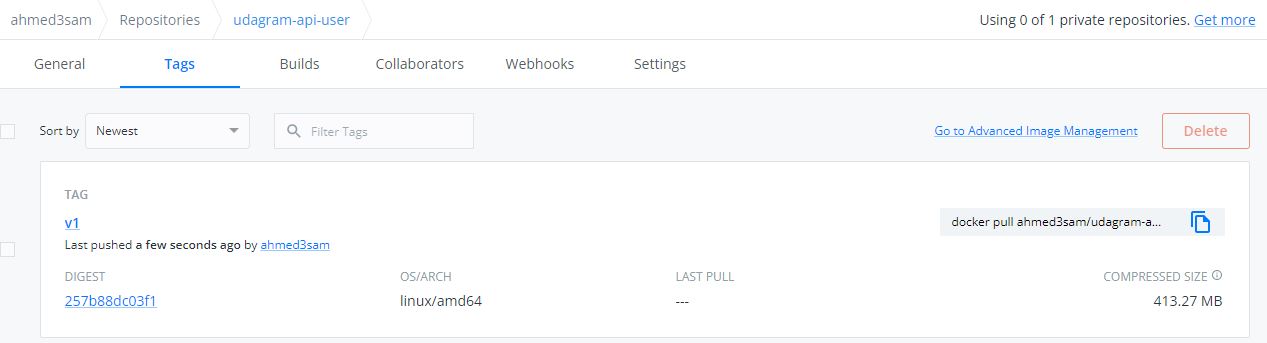 ahmed3sam Repositories udagram-api-user Using 0 of 1 private repositories. Get more
General Tags Builds Collaborators Webhooks Settings
Sort by Newest Filter Tags Go to Advanced Image Management Delete
TAG
v1
docker pull ahmed3sam/udagram-a...
Last pushed a few seconds ago by ahmed3sam
DIGEST OS/ARCH LAST PULL COMPRESSED SIZE
257b88dc03f1 linux/amd64 --- 413.27 MB